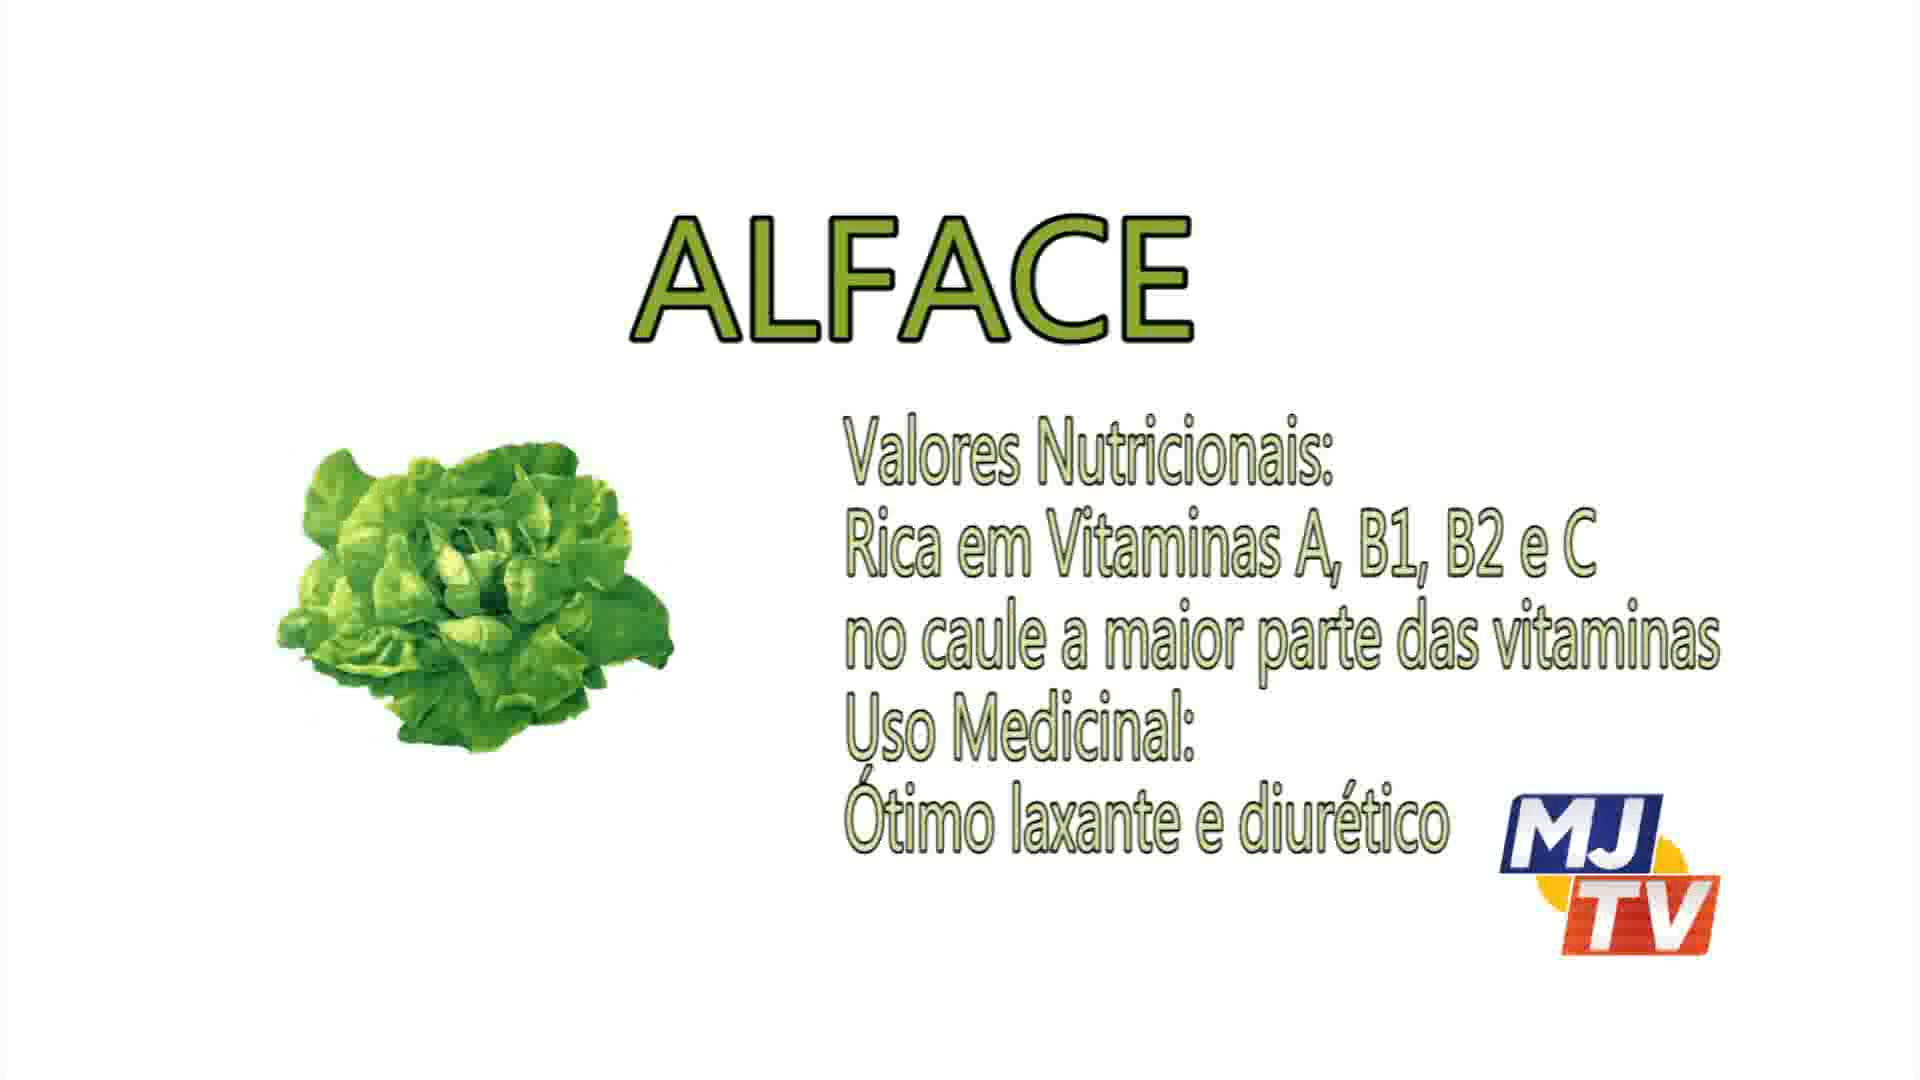 ALFACE
Valores Nutricionais:
Rica em Vitaminas A, B1, B2 e C
no caule a maior parte das vitaminas
Uso Medicinal:
Ótimo laxante e diurético
MJ
TV